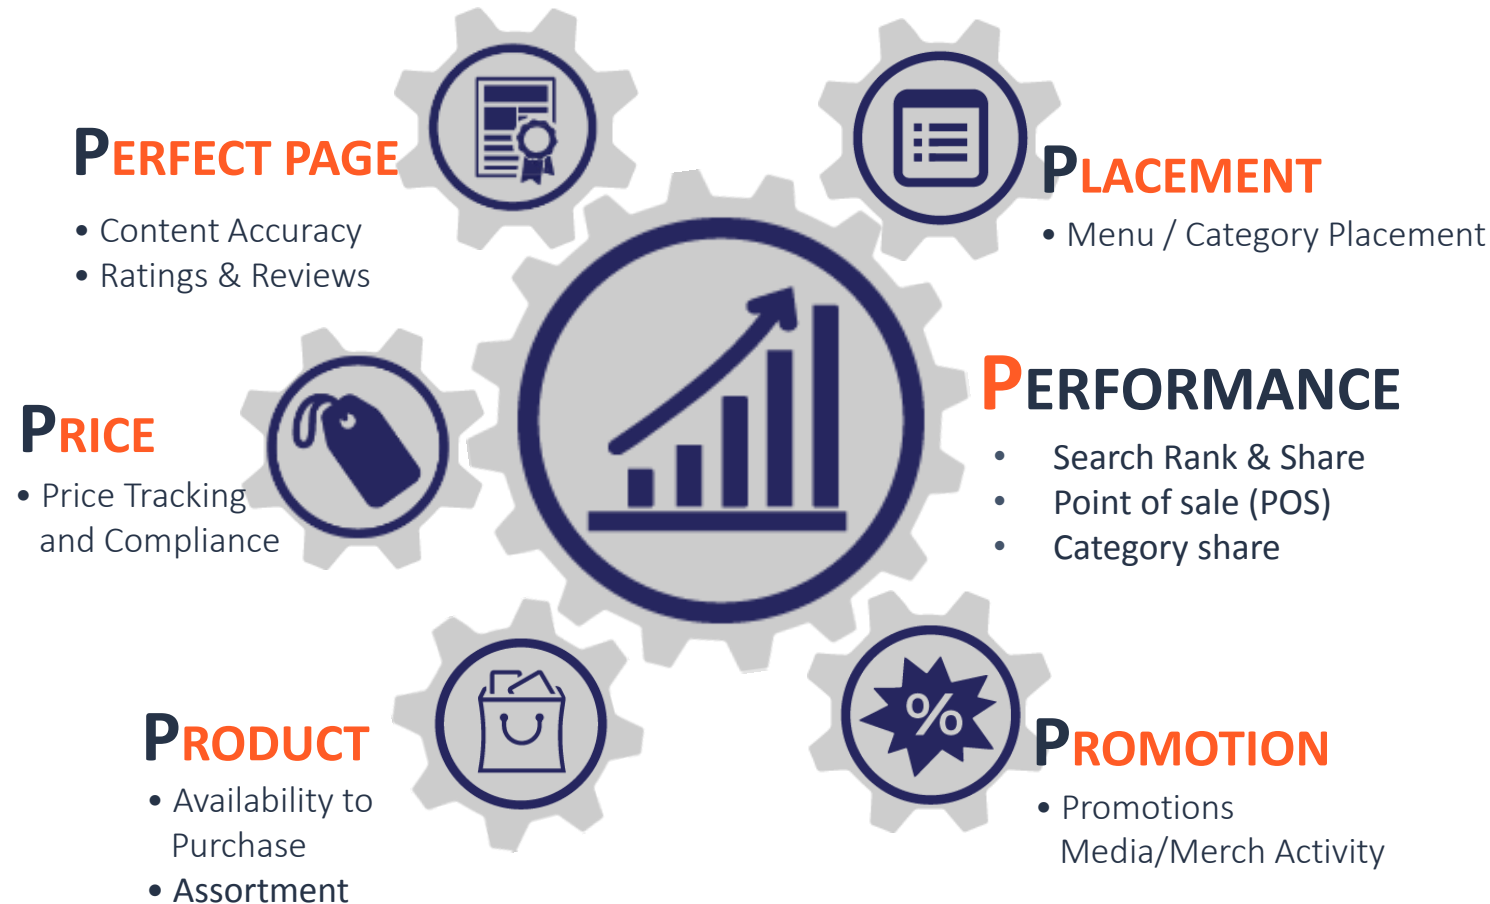 PERFECT PAGE
• Content Accuracy
• Ratings & Reviews
PLACEMENT
• Menu / Category Placement
PRICE
• Price Tracking
and Compliance
PERFORMANCE
• Search Rank & Share
• Point of sale (POS)
• Category share
PRODUCT
• Availability to
Purchase
• Assortment
%
PROMOTION
• Promotions
Media/Merch Activity